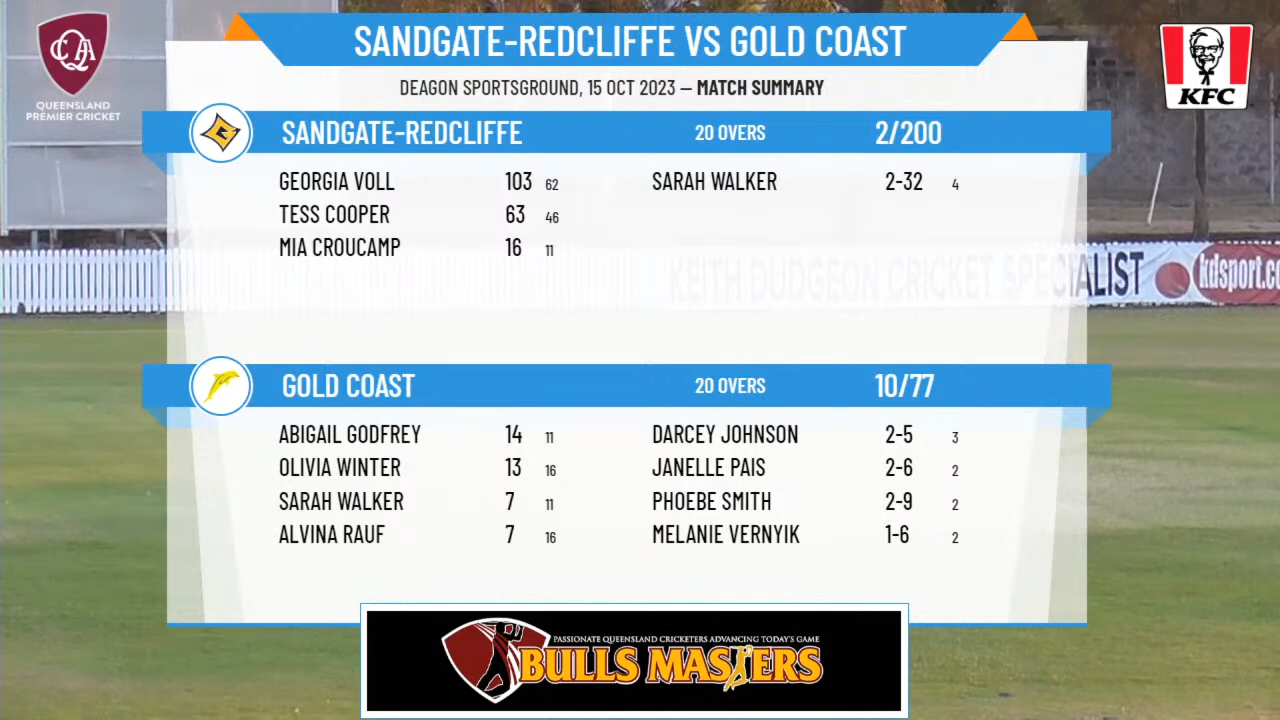 SANDGATE-REDCLIFFE VS GOLD COAST
DEAGON SPORTSGROUND, 15 OCT 2023 – MATCH SUMMARY
QUEENSLAND
PREMIER CRICKET
KFC
SANDGATE-REDCLIFFE 20 OVERS 2/200
GEORGIA VOLL 103 62 SARAH WALKER 2-32 4
TESS COOPER 63 46
MIA CROUCAMP 16 11
KEITH DUDGEON CRICKET SPECIALIST kdsport.co
GOLD COAST 20 OVERS 10/77
ABIGAIL GODFREY 14 11 DARCEY JOHNSON 2-5 3
OLIVIA WINTER 13 16 JANELLE PAIS 2-6 2
SARAH WALKER 7 11 PHOEBE SMITH 2-9 2
ALVINA RAUF 7 16 MELANIE VERNYIK 1-6 2
PASSIONATE QUEENSLAND CRICKETERS ADVANCING TODAY'S GAME
BULLS MASTERS